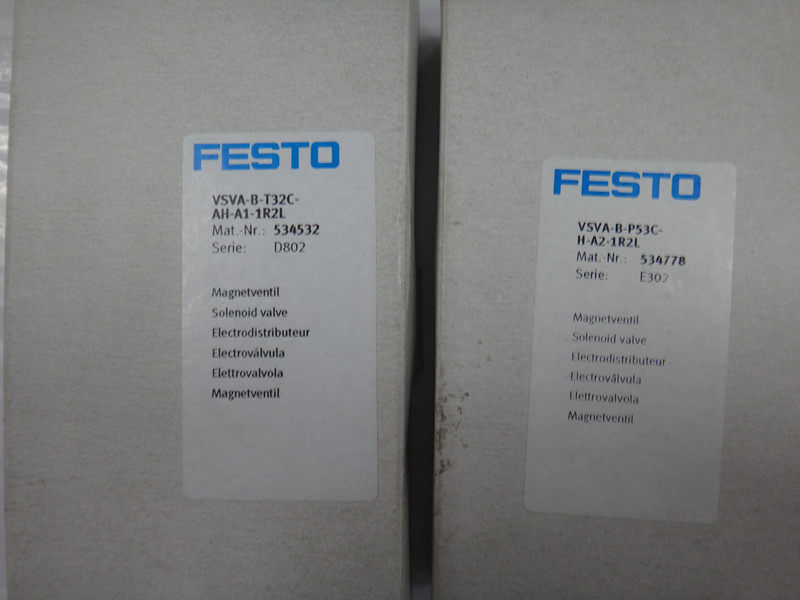 FESTO
VSVA-B-T32C-
AH-A1-1R2L
Mat.-Nr.: 534532
Serie: D802
Magnetventil
Solenoid valve
Electrodistributeur
Electroválvula
Elettrovalvola
Magnetventil
FESTO
VSVA-B-P53C-
H-A2-1R2L
Mat.-Nr.: 534778
Serie: E302
Magnetventil
Solenoid valve
Electrodistributeur
Electroválvula
Elettrovalvola
Magnetventil